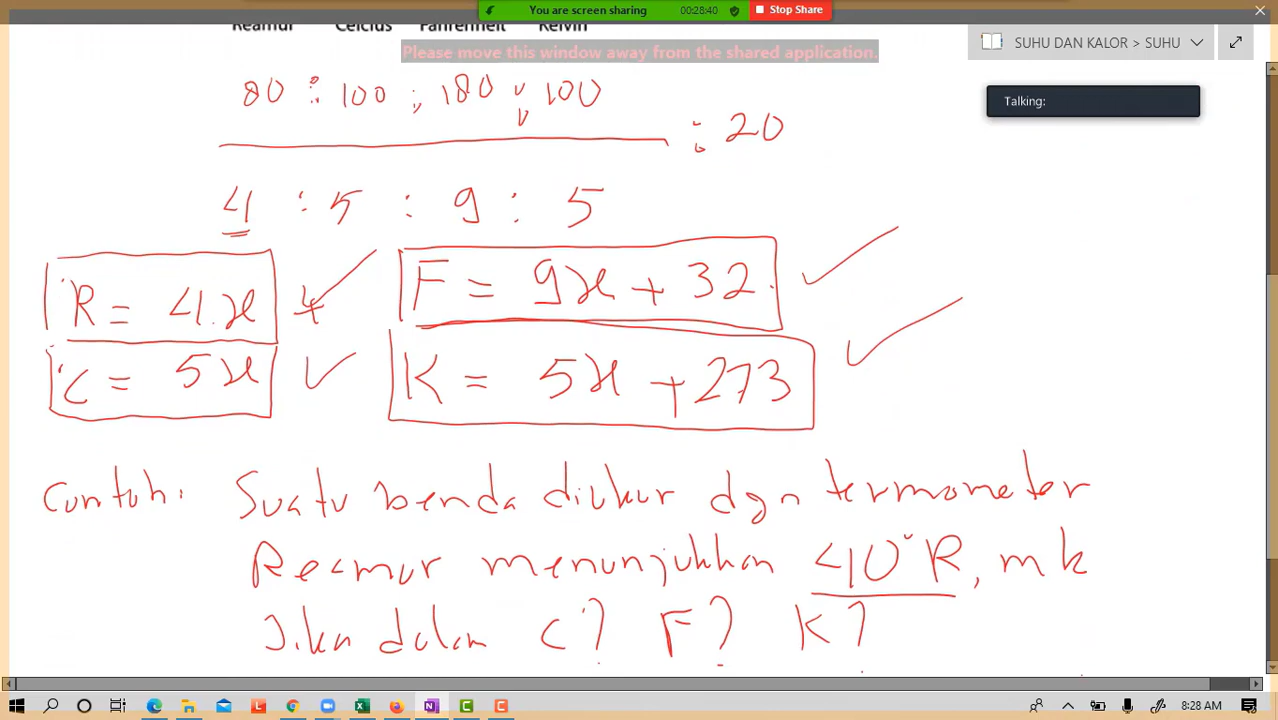 You are screen sharing 00:28:40 Stop Share
Reamur Celcius Fahrenheit Kelvin
Please move this window away from the shared application.
SUHU DAN KALOR > SUHU
Talking:
80 : 100 : 180 : 100
: 20
4 : 5 : 9 : 5
R = 4.x
F = 9x + 32
C = 5x
K = 5x + 273
Contoh : Suatu benda diukur dgn termometer
Reamur menunjukkan 40°R, mk
Jika dalam C? F? K?
8:28 AM